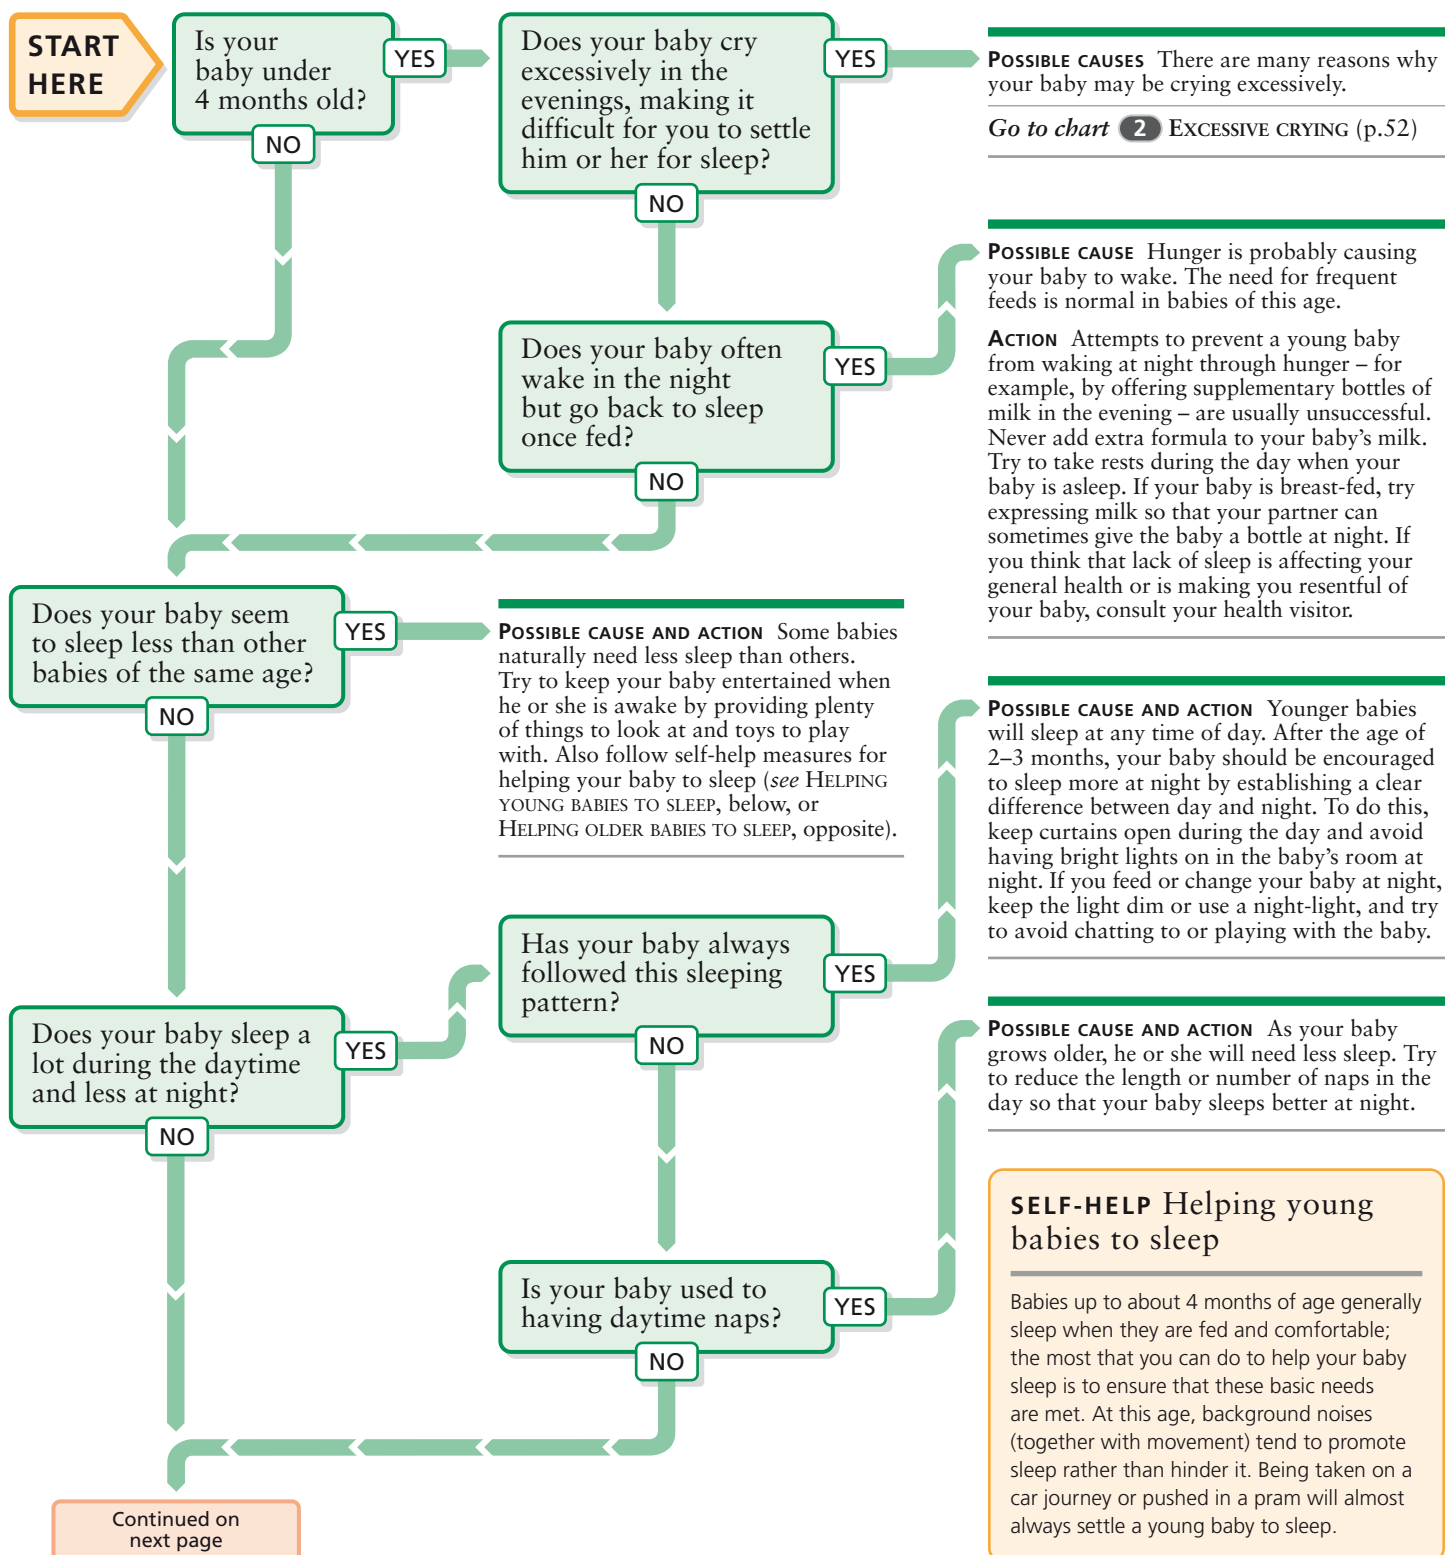 START
HERE
Is your
baby under
4 months old?
YES
NO
Does your baby cry
excessively in the
evenings, making it
difficult for you to settle
him or her for sleep?
YES
NO
POSSIBLE CAUSES There are many reasons why
your baby may be crying excessively.
Go to chart 2 EXCESSIVE CRYING (p.52)
Does your baby often
wake in the night
but go back to sleep
once fed?
YES
NO
POSSIBLE CAUSE Hunger is probably causing
your baby to wake. The need for frequent
feeds is normal in babies of this age.
ACTION Attempts to prevent a young baby
from waking at night through hunger – for
example, by offering supplementary bottles of
milk in the evening – are usually unsuccessful.
Never add extra formula to your baby’s milk.
Try to take rests during the day when your
baby is asleep. If your baby is breast-fed, try
expressing milk so that your partner can
sometimes give the baby a bottle at night. If
you think that lack of sleep is affecting your
general health or is making you resentful of
your baby, consult your health visitor.
Does your baby seem
to sleep less than other
babies of the same age?
YES
NO
POSSIBLE CAUSE AND ACTION Some babies
naturally need less sleep than others.
Try to keep your baby entertained when
he or she is awake by providing plenty
of things to look at and toys to play
with. Also follow self-help measures for
helping your baby to sleep (see HELPING
YOUNG BABIES TO SLEEP, below, or
HELPING OLDER BABIES TO SLEEP, opposite).
Does your baby sleep a
lot during the daytime
and less at night?
YES
NO
Has your baby always
followed this sleeping
pattern?
YES
NO
POSSIBLE CAUSE AND ACTION Younger babies
will sleep at any time of day. After the age of
2–3 months, your baby should be encouraged
to sleep more at night by establishing a clear
difference between day and night. To do this,
keep curtains open during the day and avoid
having bright lights on in the baby’s room at
night. If you feed or change your baby at night,
keep the light dim or use a night-light, and try
to avoid chatting to or playing with the baby.
Is your baby used to
having daytime naps?
YES
NO
POSSIBLE CAUSE AND ACTION As your baby
grows older, he or she will need less sleep. Try
to reduce the length or number of naps in the
day so that your baby sleeps better at night.
Continued on
next page
SELF-HELP Helping young
babies to sleep
Babies up to about 4 months of age generally
sleep when they are fed and comfortable;
the most that you can do to help your baby
sleep is to ensure that these basic needs
are met. At this age, background noises
(together with movement) tend to promote
sleep rather than hinder it. Being taken on a
car journey or pushed in a pram will almost
always settle a young baby to sleep.